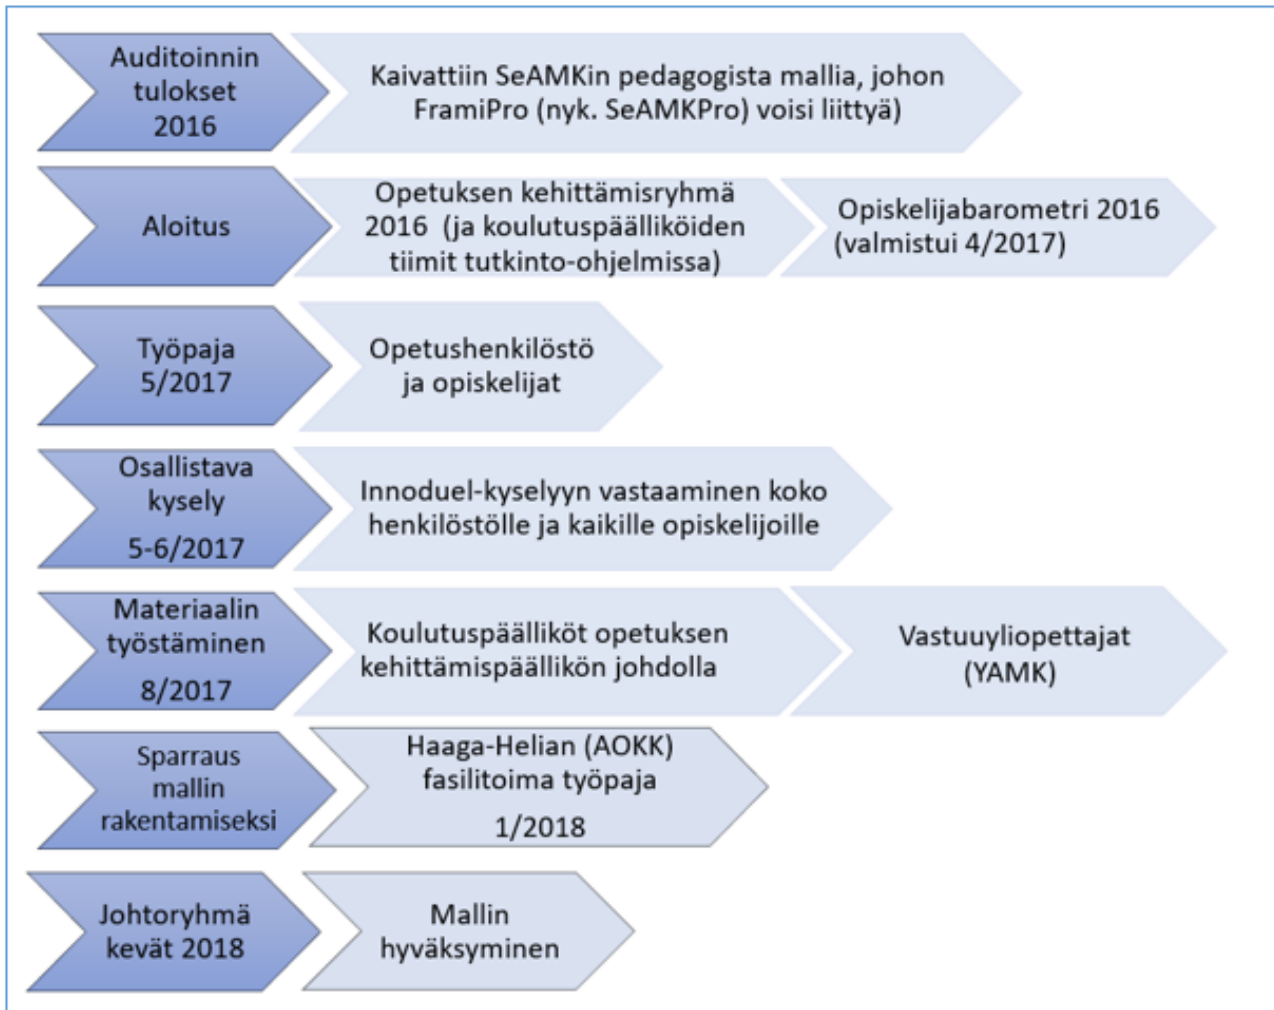 Auditoinnin
tulokset
2016
Kaivattiin SeAMKin pedagogista mallia, johon
FramiPro (nyk. SeAMKPro) voisi liittyä)
Aloitus
Opetuksen kehittämisryhmä
2016 (ja koulutuspäälliköiden
tiimit tutkinto-ohjelmissa)
Opiskelijabarometri 2016
(valmistui 4/2017)
Työpaja
5/2017
Opetushenkilöstö
ja opiskelijat
Osallistava
kysely
5-6/2017
Innoduel-kyselyyn vastaaminen koko
henkilöstölle ja kaikille opiskelijoille
Materiaalin
työstäminen
8/2017
Koulutuspäälliköt opetuksen
kehittämispäällikön johdolla
Vastuuyliopettajat
(YAMK)
Sparraus
mallin
rakentamiseksi
Haaga-Helian (AOKK)
fasilitoima työpaja
1/2018
Johtoryhmä
kevät 2018
Mallin
hyväksyminen